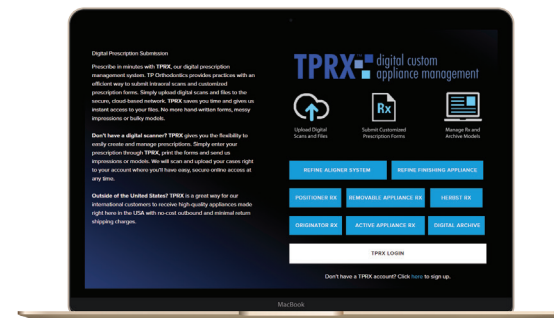 Digital Prescription Submission
Prescribe in minutes with TPRX, our digital prescription
management system. TP Orthodontics provides practices with an
efficient way to submit intraoral scans and customized
prescription forms. Simply upload digital scans and files to the
secure, cloud-based network. TPRX saves you time and gives us
instant access to your files. No more hand-written forms, messy
impressions or bulky models.
Don't have a digital scanner? TPRX gives you the flexibility to
easily create and manage prescriptions. Simply enter your
prescription through TPRX, print the forms and send us
impressions or models. We will scan and upload your cases right
to your account where you'll have easy, secure online access at
any time.
Outside of the United States? TPRX is a great way for our
international customers to receive high-quality appliances made
right here in the USA with no-cost outbound and minimal return
shipping charges.
TPRX digital custom
appliance management
Rx
Upload Digital
Scans and Files
Submit Customized
Prescription Forms
Manage Rx and
Archive Models
REFINE ALIGNER SYSTEM
REFINE FINISHING APPLIANCE
POSITIONER RX
REMOVABLE APPLIANCE RX
HERBST RX
ORIGINATOR RX
ACTIVE APPLIANCE RX
DIGITAL ARCHIVE
TPRX LOGIN
Don't have a TPRX account? Click here to sign up.
MacBook